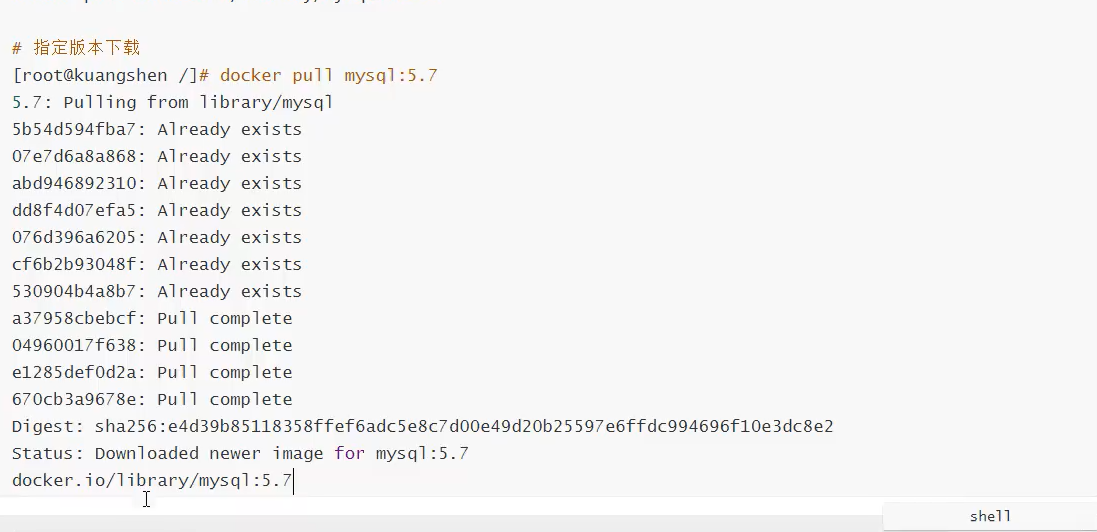 # 指定版本下载
[root@kuangshen /]# docker pull mysql:5.7
5.7: Pulling from library/mysql
5b54d594fba7: Already exists
07e7d6a8a868: Already exists
abd946892310: Already exists
dd8f4d07efa5: Already exists
076d396a6205: Already exists
cf6b2b93048f: Already exists
530904b4a8b7: Already exists
a37958cbebcf: Pull complete
04960017f638: Pull complete
e1285def0d2a: Pull complete
670cb3a9678e: Pull complete
Digest: sha256:e4d39b85118358ffef6adc5e8c7d00e49d20b25597e6ffdc994696f10e3dc8e2
Status: Downloaded newer image for mysql:5.7
docker.io/library/mysql:5.7
shell